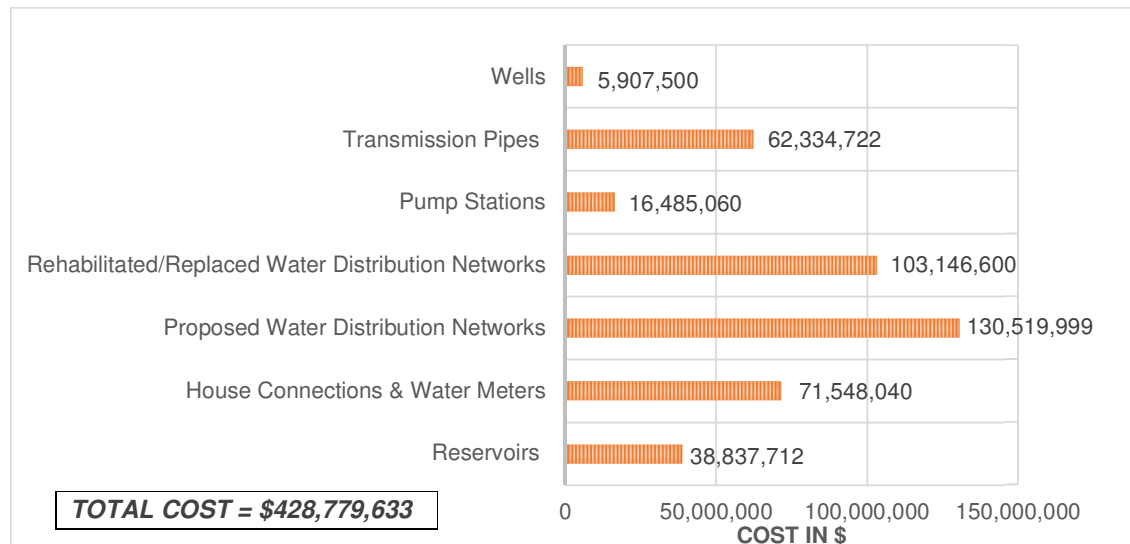 Wells 5,907,500
Transmission Pipes 62,334,722
Pump Stations 16,485,060
Rehabilitated/Replaced Water Distribution Networks 103,146,600
Proposed Water Distribution Networks 130,519,999
House Connections & Water Meters 71,548,040
Reservoirs 38,837,712
TOTAL COST = $428,779,633
0 50,000,000 100,000,000 150,000,000
COST IN $